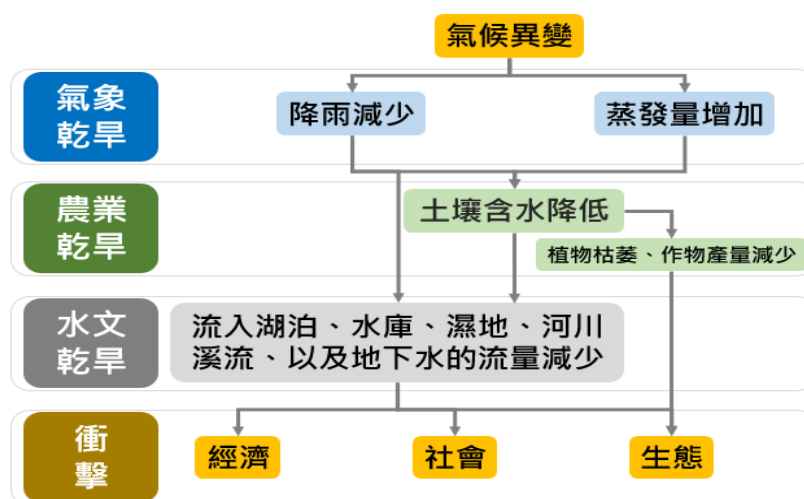 氣候異變
氣象
乾旱
降雨減少
蒸發量增加
農業
乾旱
土壤含水降低
植物枯萎、作物產量減少
水文
乾旱
流入湖泊、水庫、濕地、河川
溪流、以及地下水的流量減少
衝
擊
經濟
社會
生態